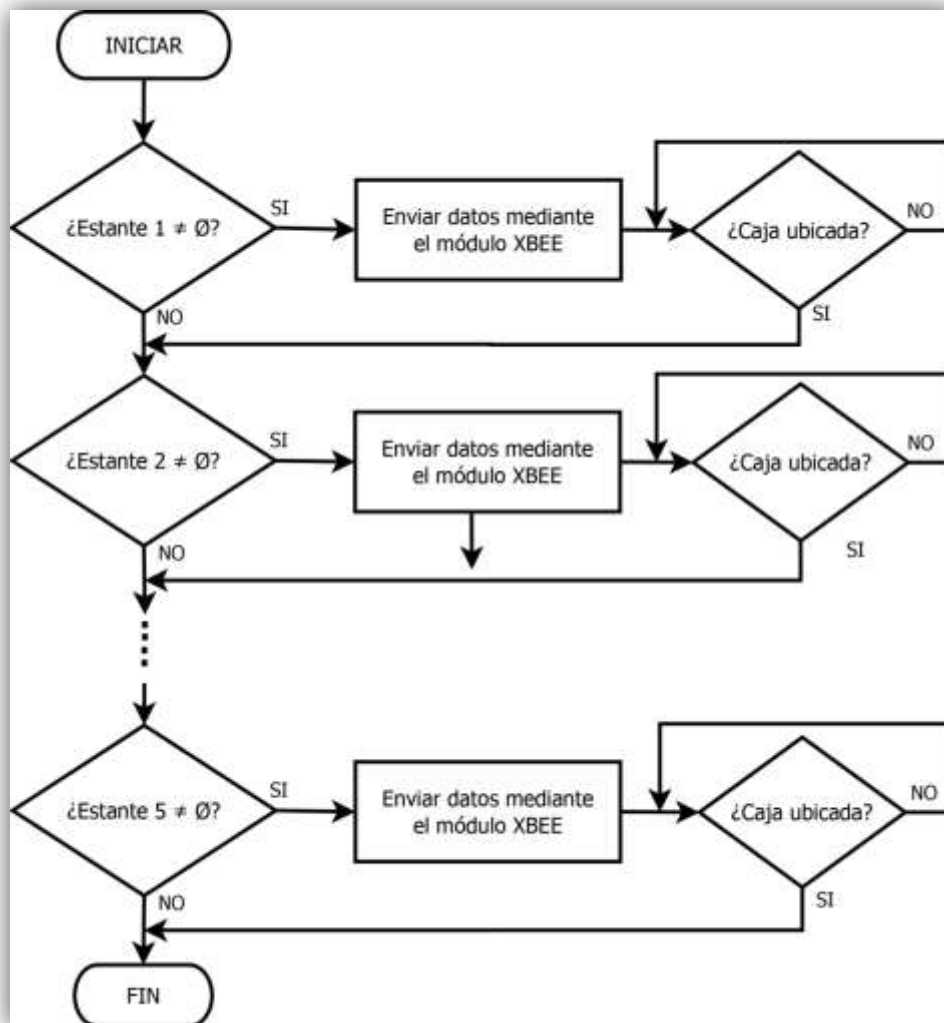 INICIAR
¿Estante 1 ≠ Ø?
SI
Enviar datos mediante
el módulo XBEE
¿Caja ubicada?
NO
SI
NO
¿Estante 2 ≠ Ø?
SI
Enviar datos mediante
el módulo XBEE
¿Caja ubicada?
NO
SI
NO
¿Estante 5 ≠ Ø?
SI
Enviar datos mediante
el módulo XBEE
¿Caja ubicada?
NO
SI
NO
FIN